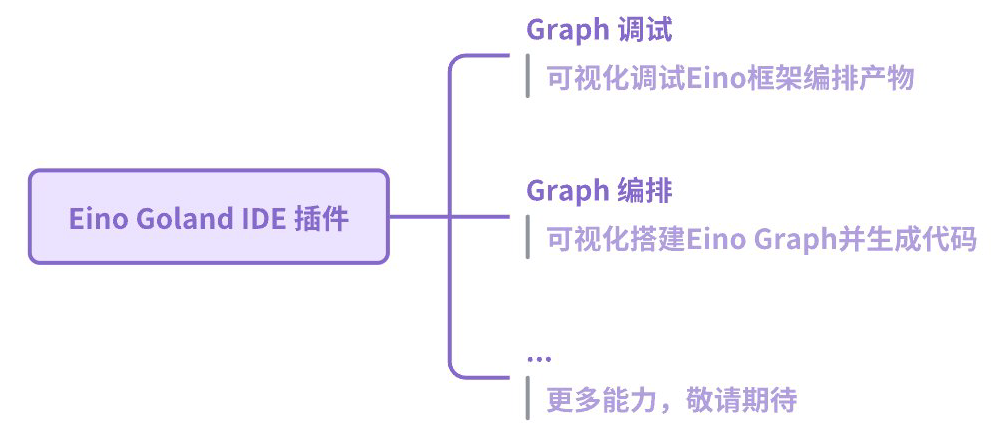 Graph 调试
可视化调试Eino框架编排产物
Eino Goland IDE 插件
Graph 编排
可视化搭建Eino Graph并生成代码
...
更多能力，敬请期待